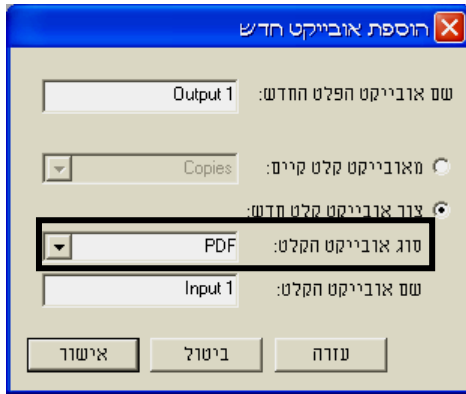 הוספת אובייקט חדש
שם אובייקט הפלט החדש: Output 1
מאובייקט קלט קיים: Copies
צור אובייקט קלט חדש:
סוג אובייקט הקלט: PDF
שם אובייקט הקלט: Input 1
עזרה ביטול אישור